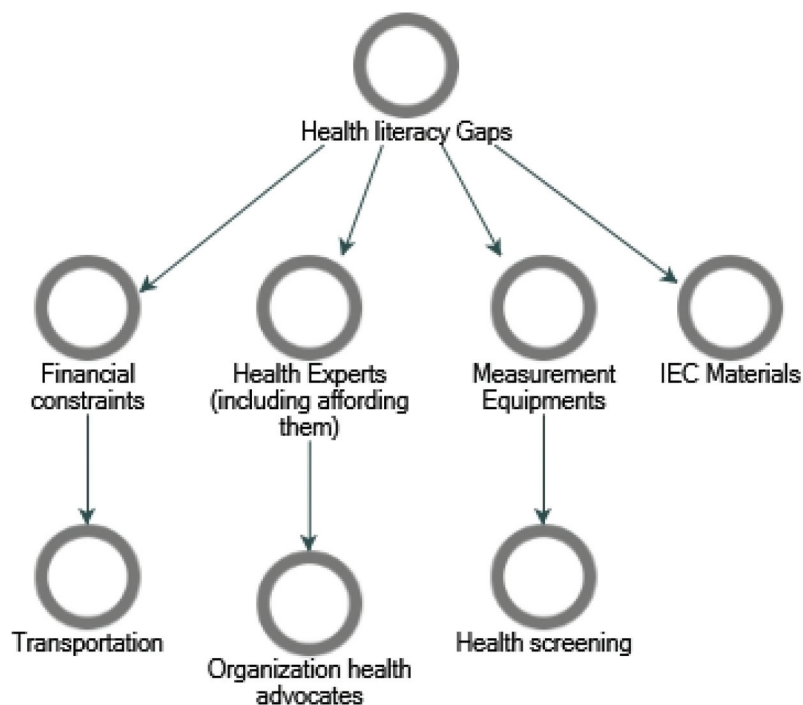 Health literacy Gaps
Financial
constraints
Health Experts
(including affording
them)
Measurement
Equipments
IEC Materials
Transportation
Organization health
advocates
Health screening